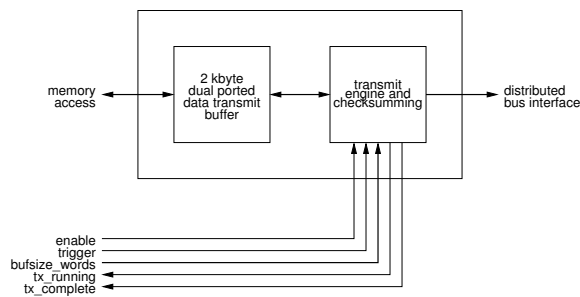 memory
access
2 kbyte
dual ported
data transmit
buffer
transmit
engine and
checksumming
distributed
bus interface
enable
trigger
bufsize_words
tx_running
tx_complete